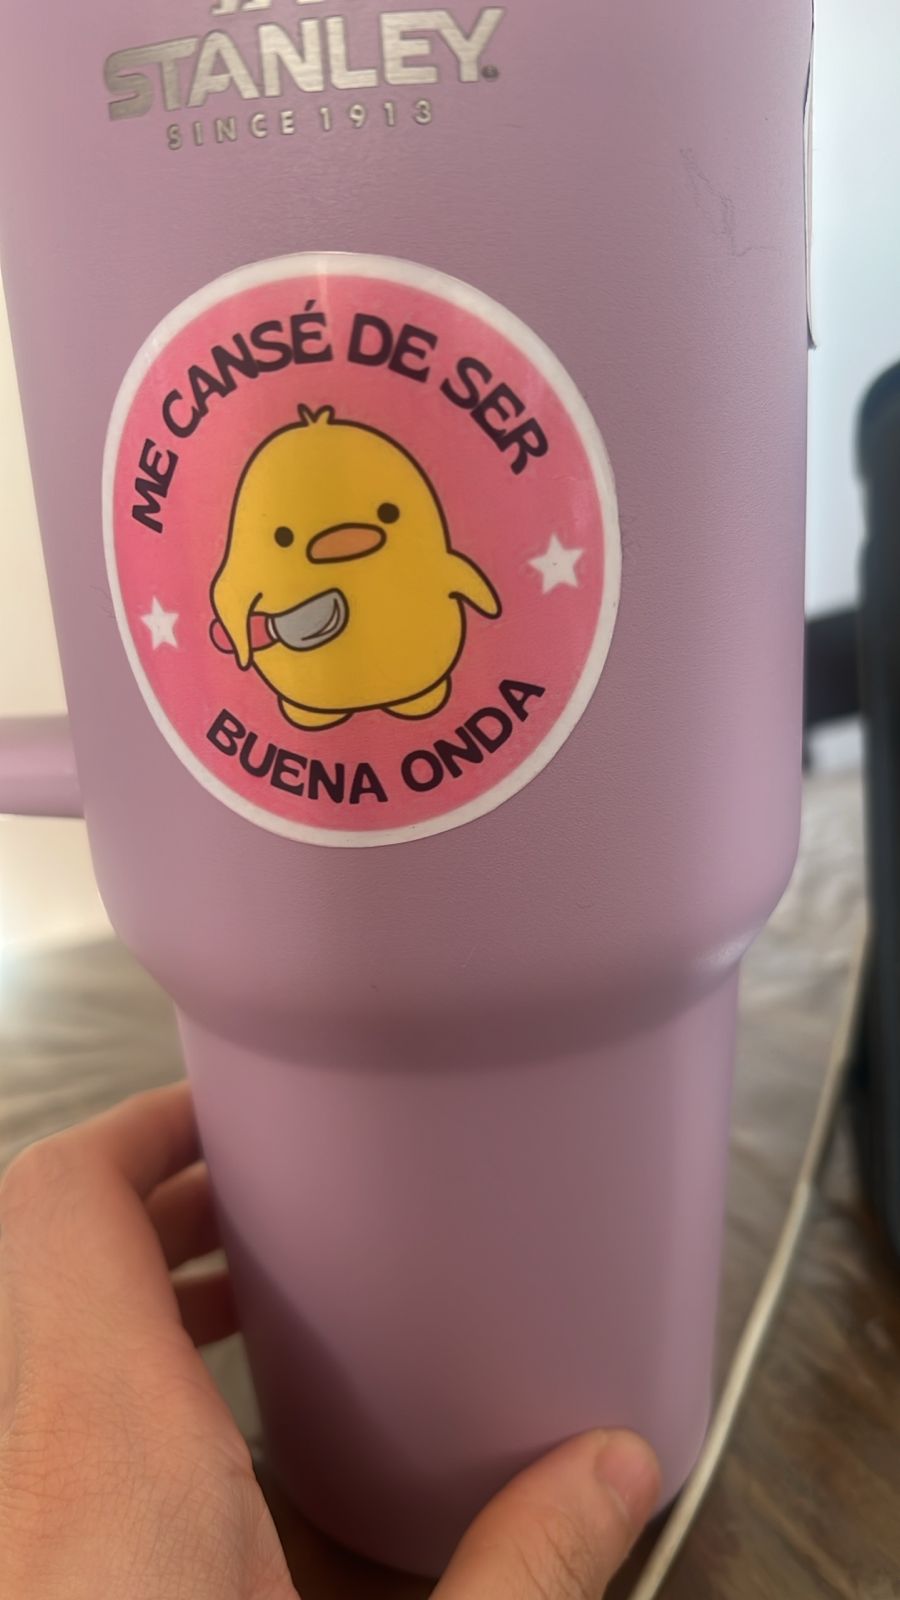 STANLEY
SINCE 1913
ME CANSÉ DE SER
BUENA ONDA